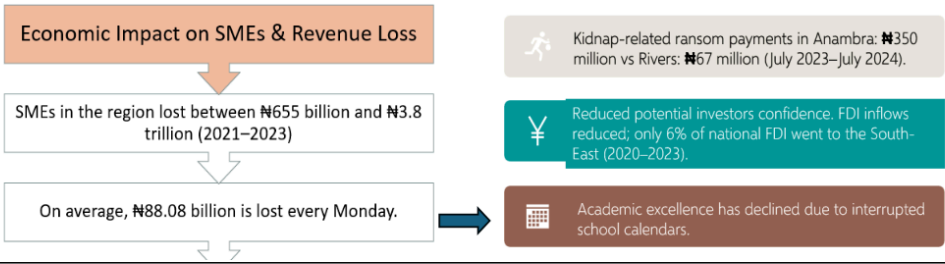 Economic Impact on SMEs & Revenue Loss
SMEs in the region lost between ₦655 billion and ₦3.8
trillion (2021–2023)
On average, ₦88.08 billion is lost every Monday.
Kidnap-related ransom payments in Anambra: ₦350
million vs Rivers: ₦67 million (July 2023–July 2024).
¥
Reduced potential investors confidence. FDI inflows
reduced; only 6% of national FDI went to the South-
East (2020–2023).
Academic excellence has declined due to interrupted
school calendars.